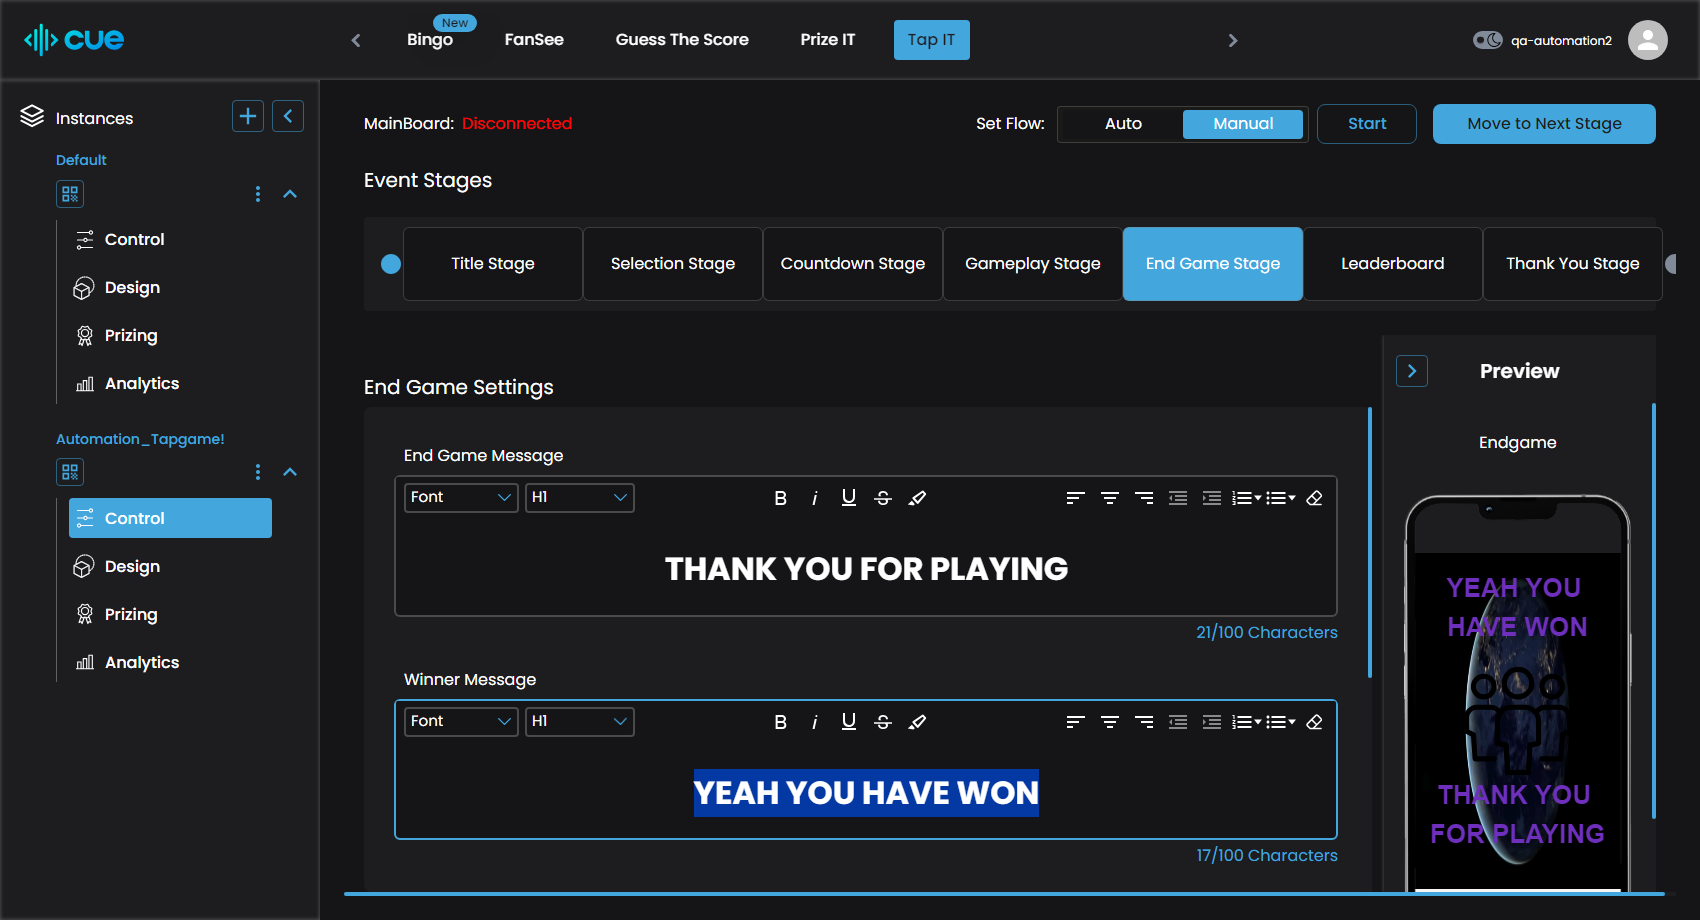 cue
New
Bingo
FanSee
Guess The Score
Prize IT
Tap IT
qa-automation2
Instances
Default
Control
Design
Prizing
Analytics
Automation_Tapgame!
Control
Design
Prizing
Analytics
MainBoard: Disconnected
Set Flow:
Auto
Manual
Start
Move to Next Stage
Event Stages
Title Stage
Selection Stage
Countdown Stage
Gameplay Stage
End Game Stage
Leaderboard
Thank You Stage
End Game Settings
End Game Message
Font
H1
B
i
U
S
THANK YOU FOR PLAYING
21/100 Characters
Winner Message
Font
H1
B
i
U
S
YEAH YOU HAVE WON
17/100 Characters
Preview
Endgame
YEAH YOU
HAVE WON
THANK YOU
FOR PLAYING